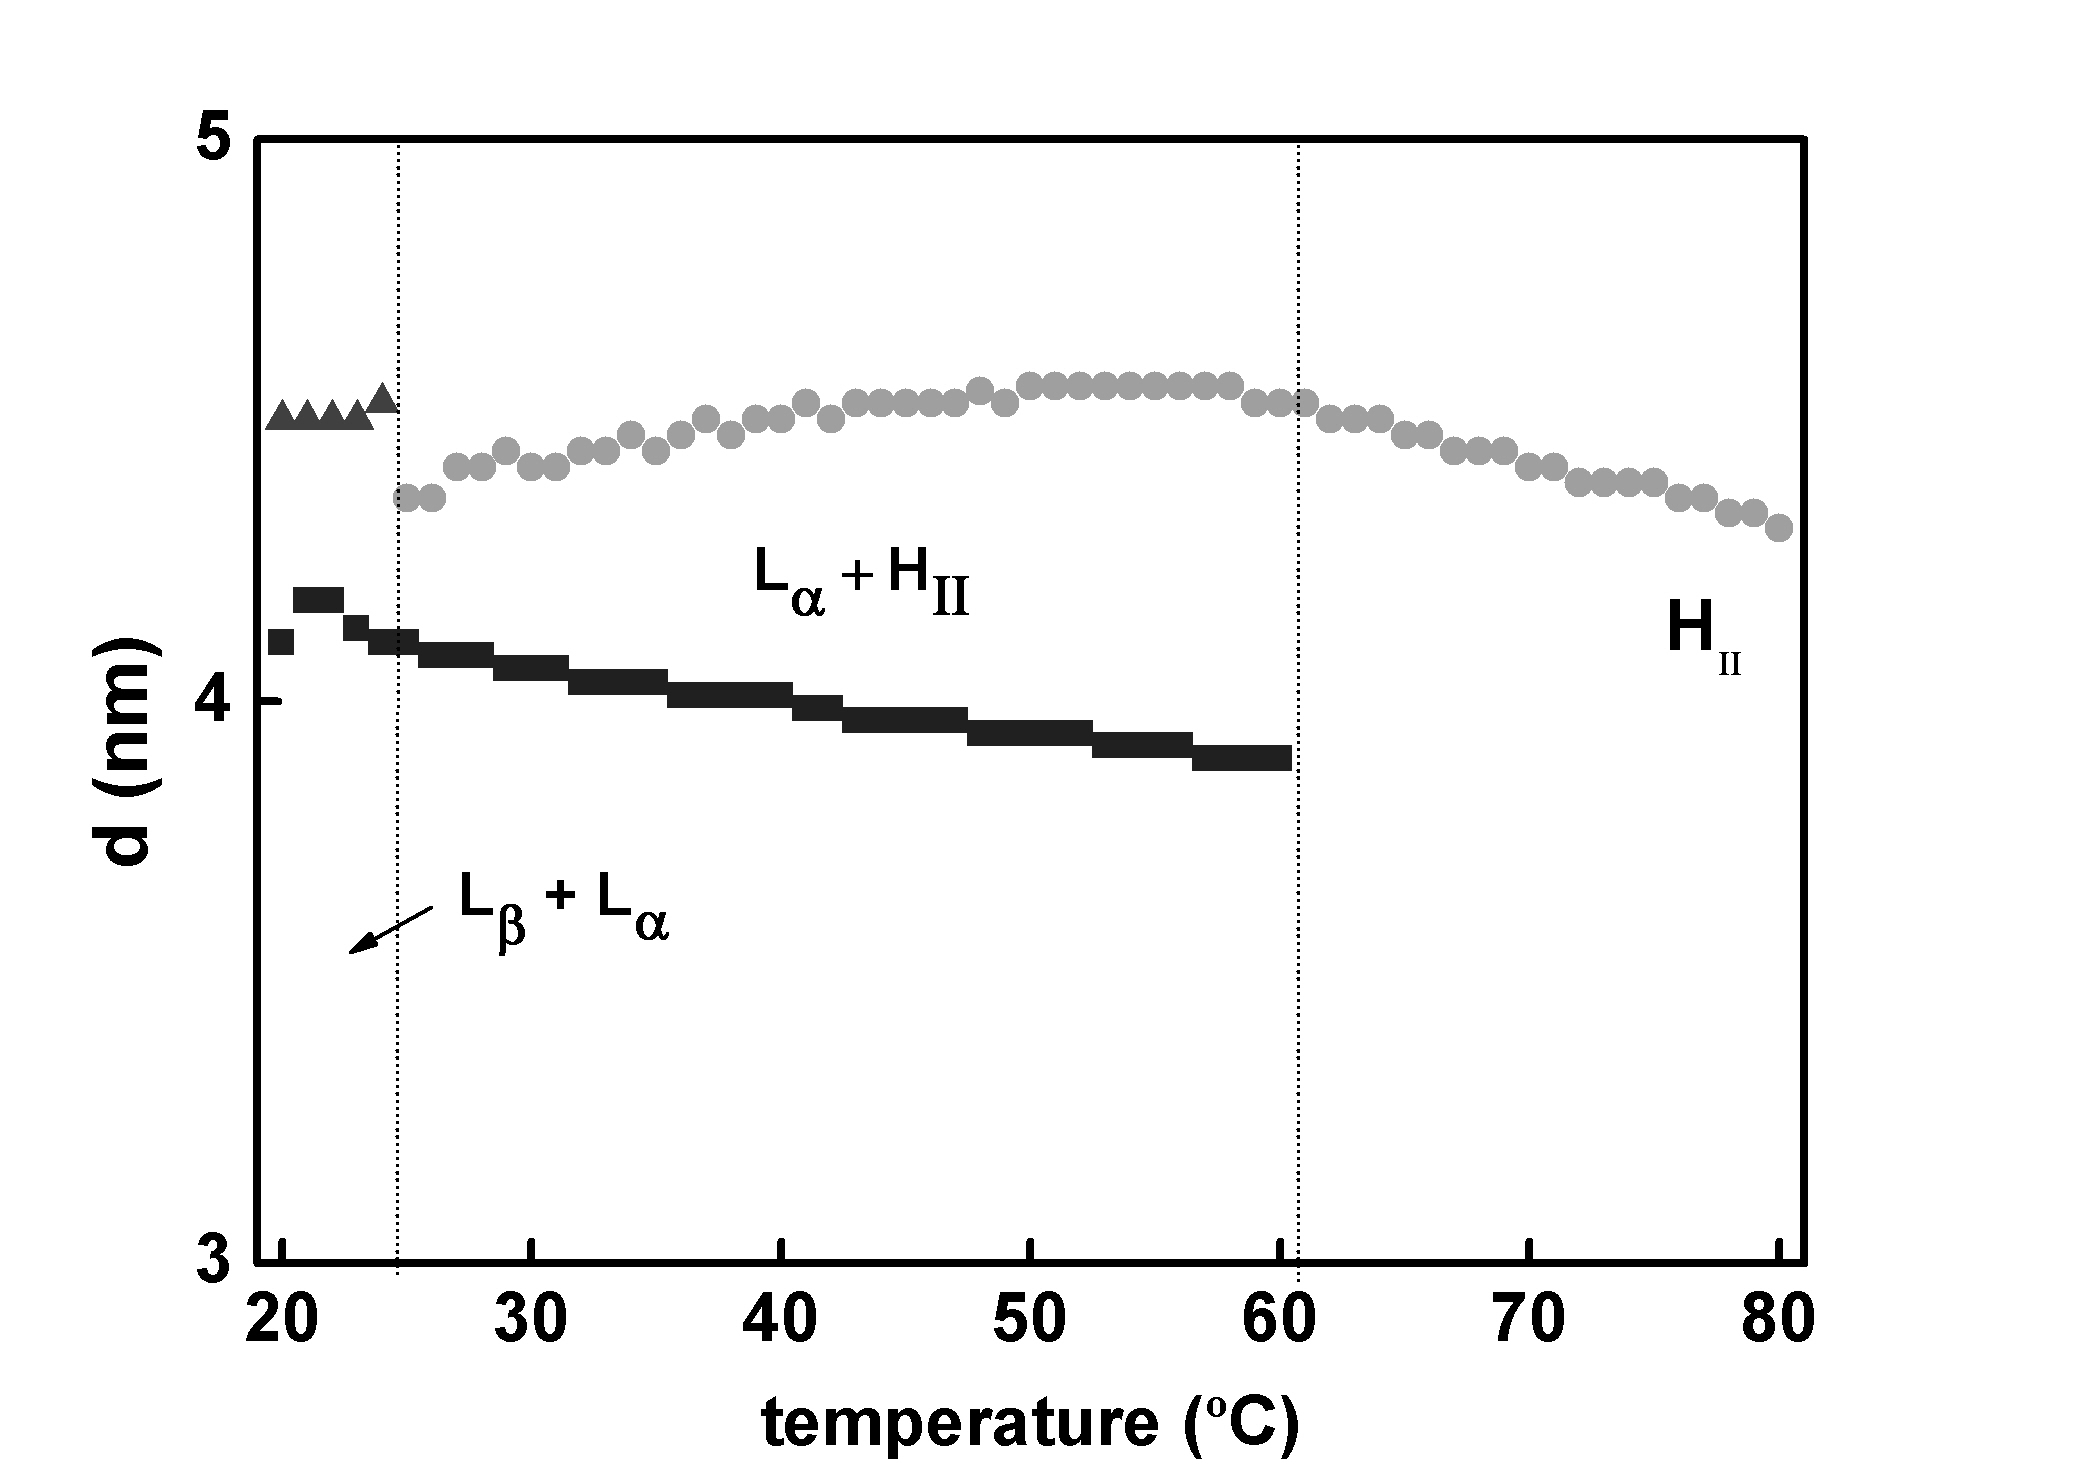 5
4
3
d (nm)
Lα + HII
HII
Lβ + Lα
20 30 40 50 60 70 80
temperature (°C)